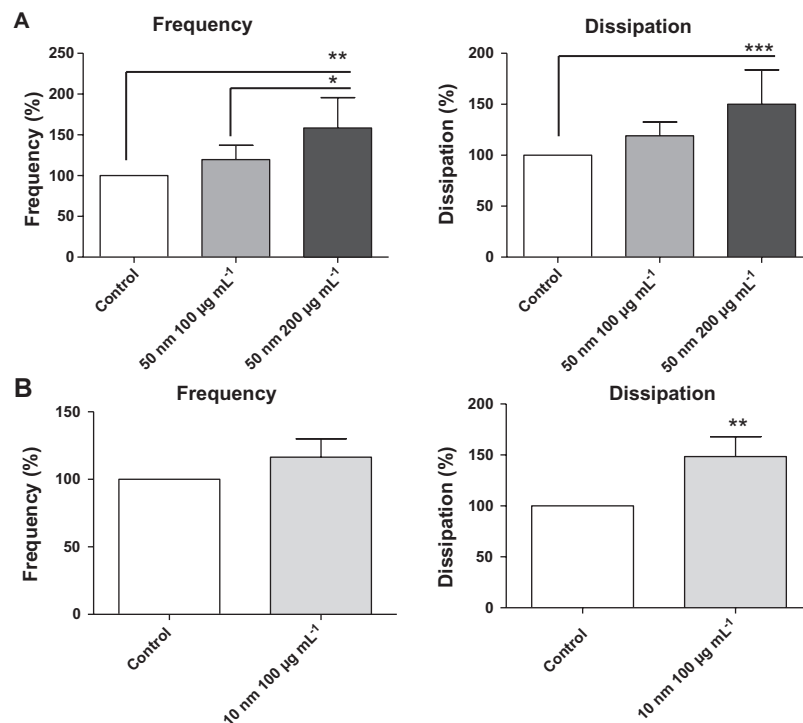 A
Frequency
Frequency (%)
250
200
150
100
50
0
**
*
Control
50 nm 100 µg mL⁻¹
50 nm 200 µg mL⁻¹
Dissipation
Dissipation (%)
200
150
100
50
0
***
Control
50 nm 100 µg mL⁻¹
50 nm 200 µg mL⁻¹
B
Frequency
Frequency (%)
150
100
50
0
Control
10 nm 100 µg mL⁻¹
Dissipation
Dissipation (%)
200
150
100
50
0
**
Control
10 nm 100 µg mL⁻¹